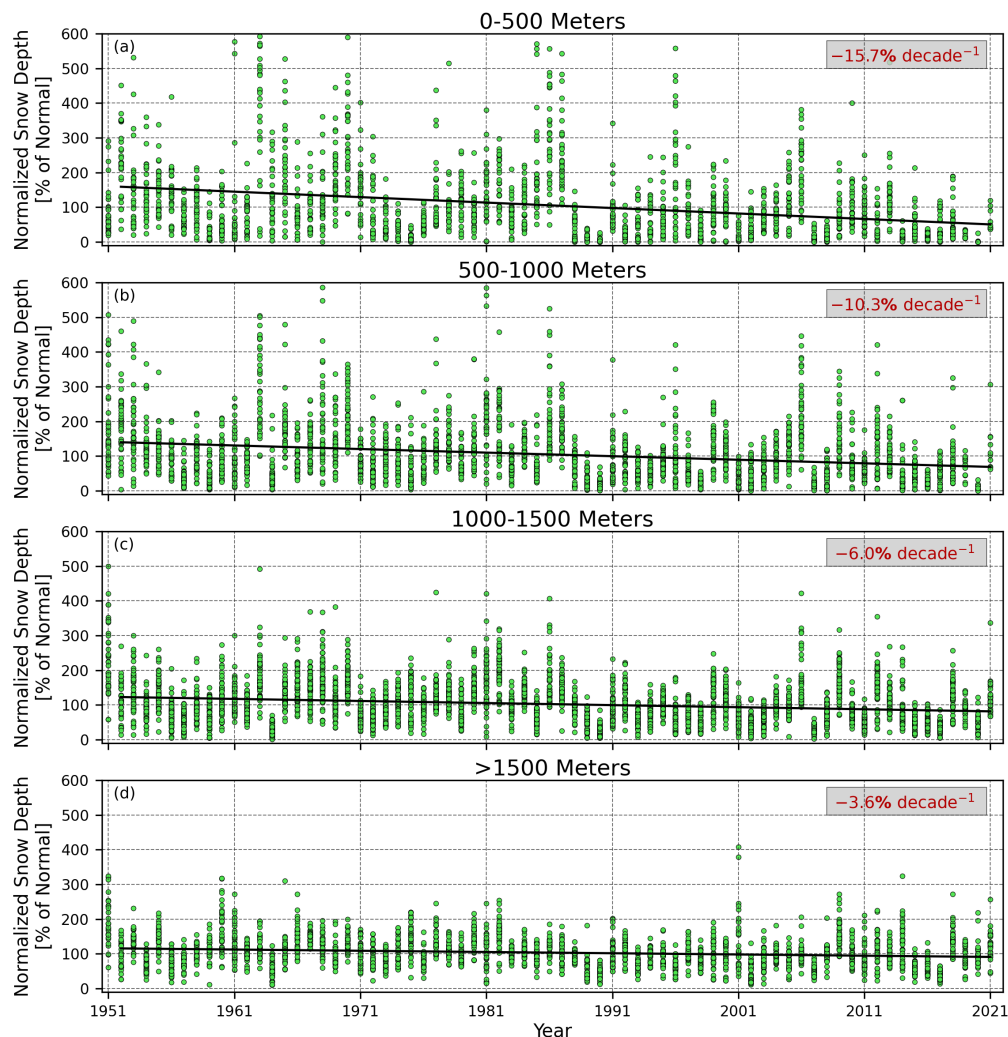 0-500 Meters
(a)
−15.7% decade⁻¹
600
500
400
300
200
100
0
Normalized Snow Depth
[% of Normal]
500-1000 Meters
(b)
−10.3% decade⁻¹
600
500
400
300
200
100
0
Normalized Snow Depth
[% of Normal]
1000-1500 Meters
(c)
−6.0% decade⁻¹
600
500
400
300
200
100
0
Normalized Snow Depth
[% of Normal]
>1500 Meters
(d)
−3.6% decade⁻¹
600
500
400
300
200
100
0
Normalized Snow Depth
[% of Normal]
1951 1961 1971 1981 1991 2001 2011 2021
Year